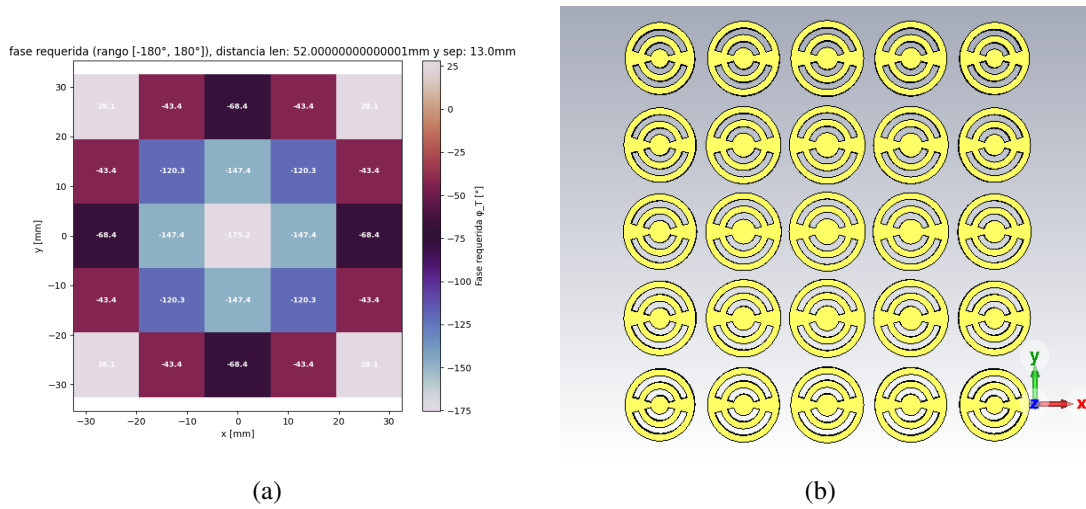 fase requerida (rango [-180°, 180°]), distancia len: 52.00000000000001mm y sep: 13.0mm
30
20
10
0
−10
−20
−30
y [mm]
28.1 -43.4 -68.4 -43.4 28.1
-43.4 -120.3 -147.4 -120.3 -43.4
-68.4 -147.4 -175.2 -147.4 -68.4
-43.4 -120.3 -147.4 -120.3 -43.4
28.1 -43.4 -68.4 -43.4 28.1
−30 −20 −10 0 10 20 30
x [mm]
25
0
−25
−50
−75
−100
−125
−150
−175
Fase requerida φ_T [°]
y
z
x
(a)
(b)